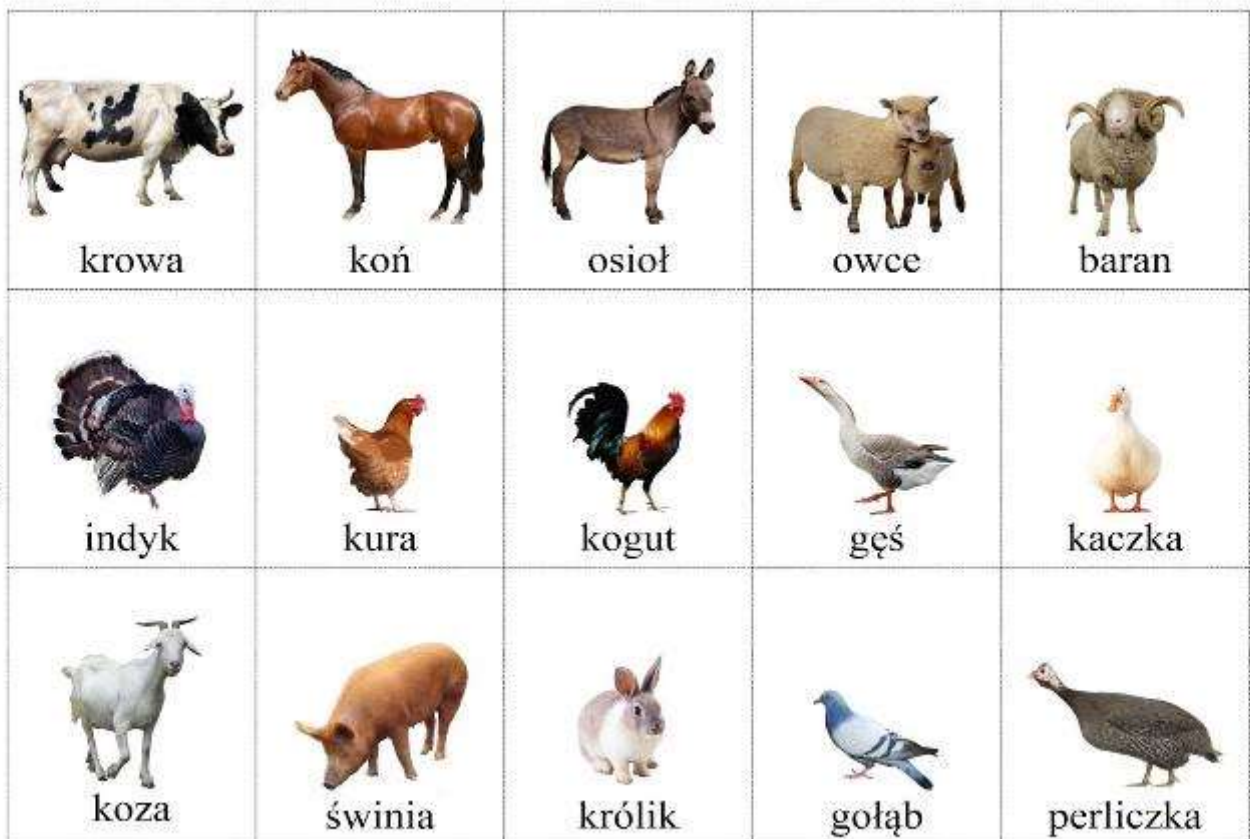 krowa koń osioł owce baran
indyk kura kogut gęś kaczka
koza świnia królik gołąb perliczka